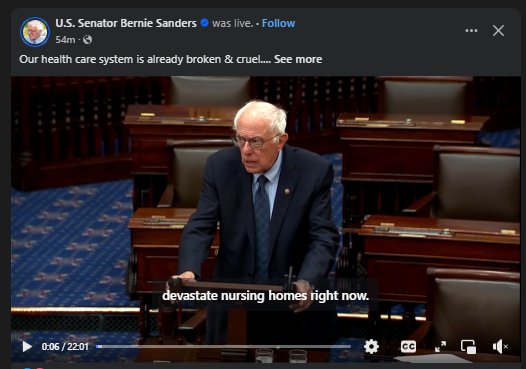 U.S. Senator Bernie Sanders was live. · Follow
54m ·
Our health care system is already broken & cruel.... See more
devastate nursing homes right now.
0:06 / 22:01 CC